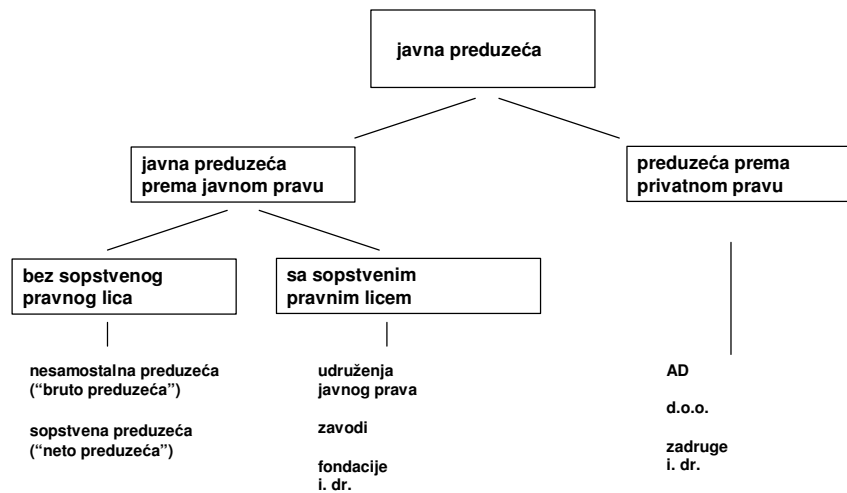 javna preduzeća
javna preduzeća
prema javnom pravu
preduzeća prema
privatnom pravu
bez sopstvenog
pravnog lica
sa sopstvenim
pravnim licem
nesamostalna preduzeća
(“bruto preduzeća”)
sopstvena preduzeća
(“neto preduzeća”)
udruženja
javnog prava
zavodi
fondacije
i. dr.
AD
d.o.o.
zadruge
i. dr.